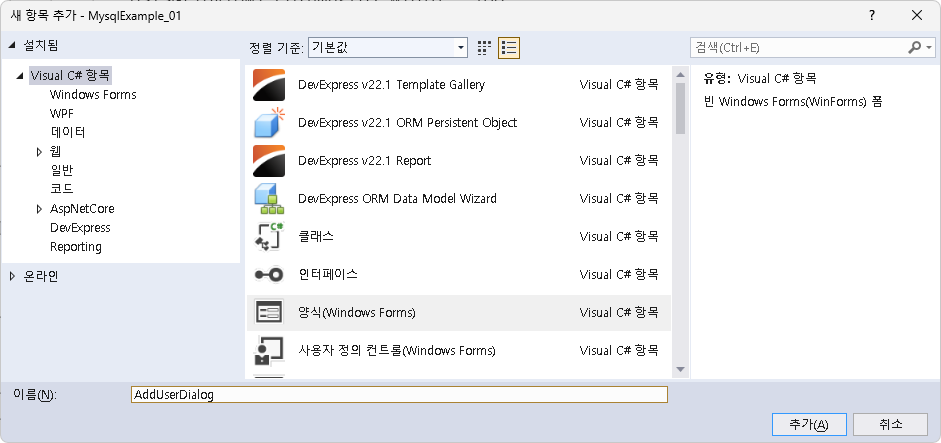 새 항목 추가 - MysqlExample_01
설치됨
정렬 기준: 기본값
검색(Ctrl+E)
Visual C# 항목
Windows Forms
WPF
데이터
웹
일반
코드
AspNetCore
DevExpress
Reporting
온라인
DevExpress v22.1 Template Gallery Visual C# 항목
DevExpress v22.1 ORM Persistent Object Visual C# 항목
DevExpress v22.1 Report Visual C# 항목
DevExpress ORM Data Model Wizard Visual C# 항목
클래스 Visual C# 항목
인터페이스 Visual C# 항목
양식(Windows Forms) Visual C# 항목
사용자 정의 컨트롤(Windows Forms) Visual C# 항목
유형: Visual C# 항목
빈 Windows Forms(WinForms) 폼
이름(N): AddUserDialog
추가(A) 취소